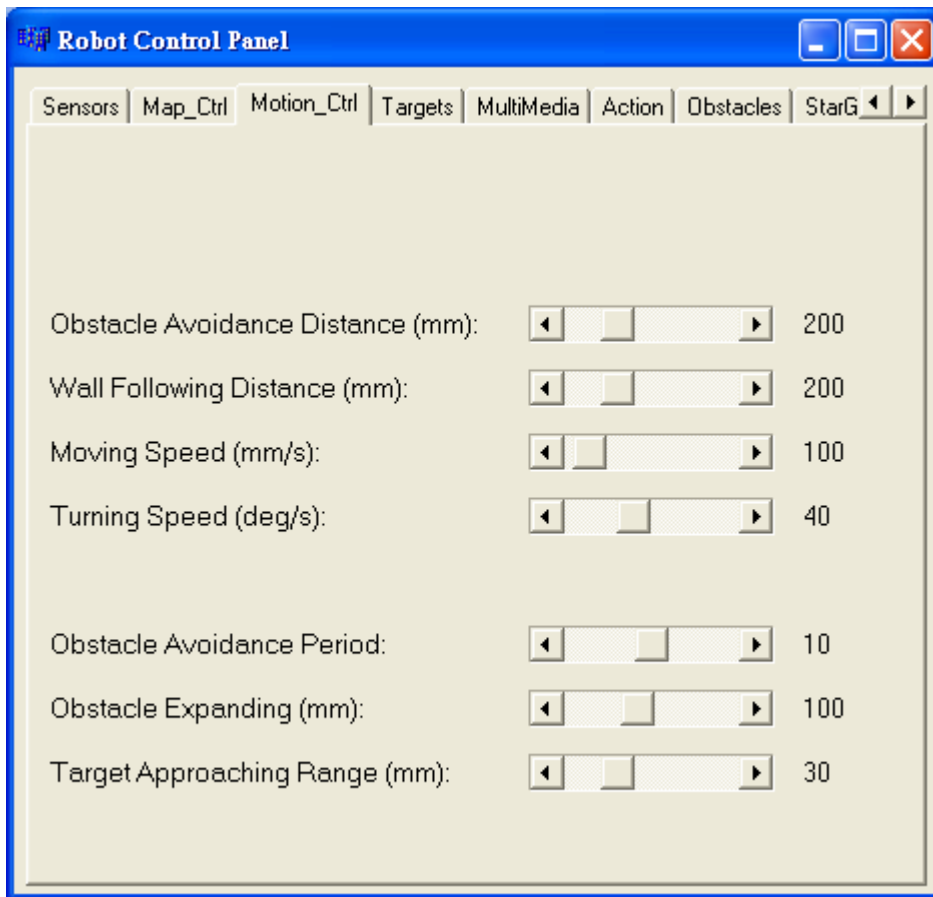 Robot Control Panel
Sensors Map_Ctrl Motion_Ctrl Targets MultiMedia Action Obstacles StarG
Obstacle Avoidance Distance (mm): 200
Wall Following Distance (mm): 200
Moving Speed (mm/s): 100
Turning Speed (deg/s): 40
Obstacle Avoidance Period: 10
Obstacle Expanding (mm): 100
Target Approaching Range (mm): 30